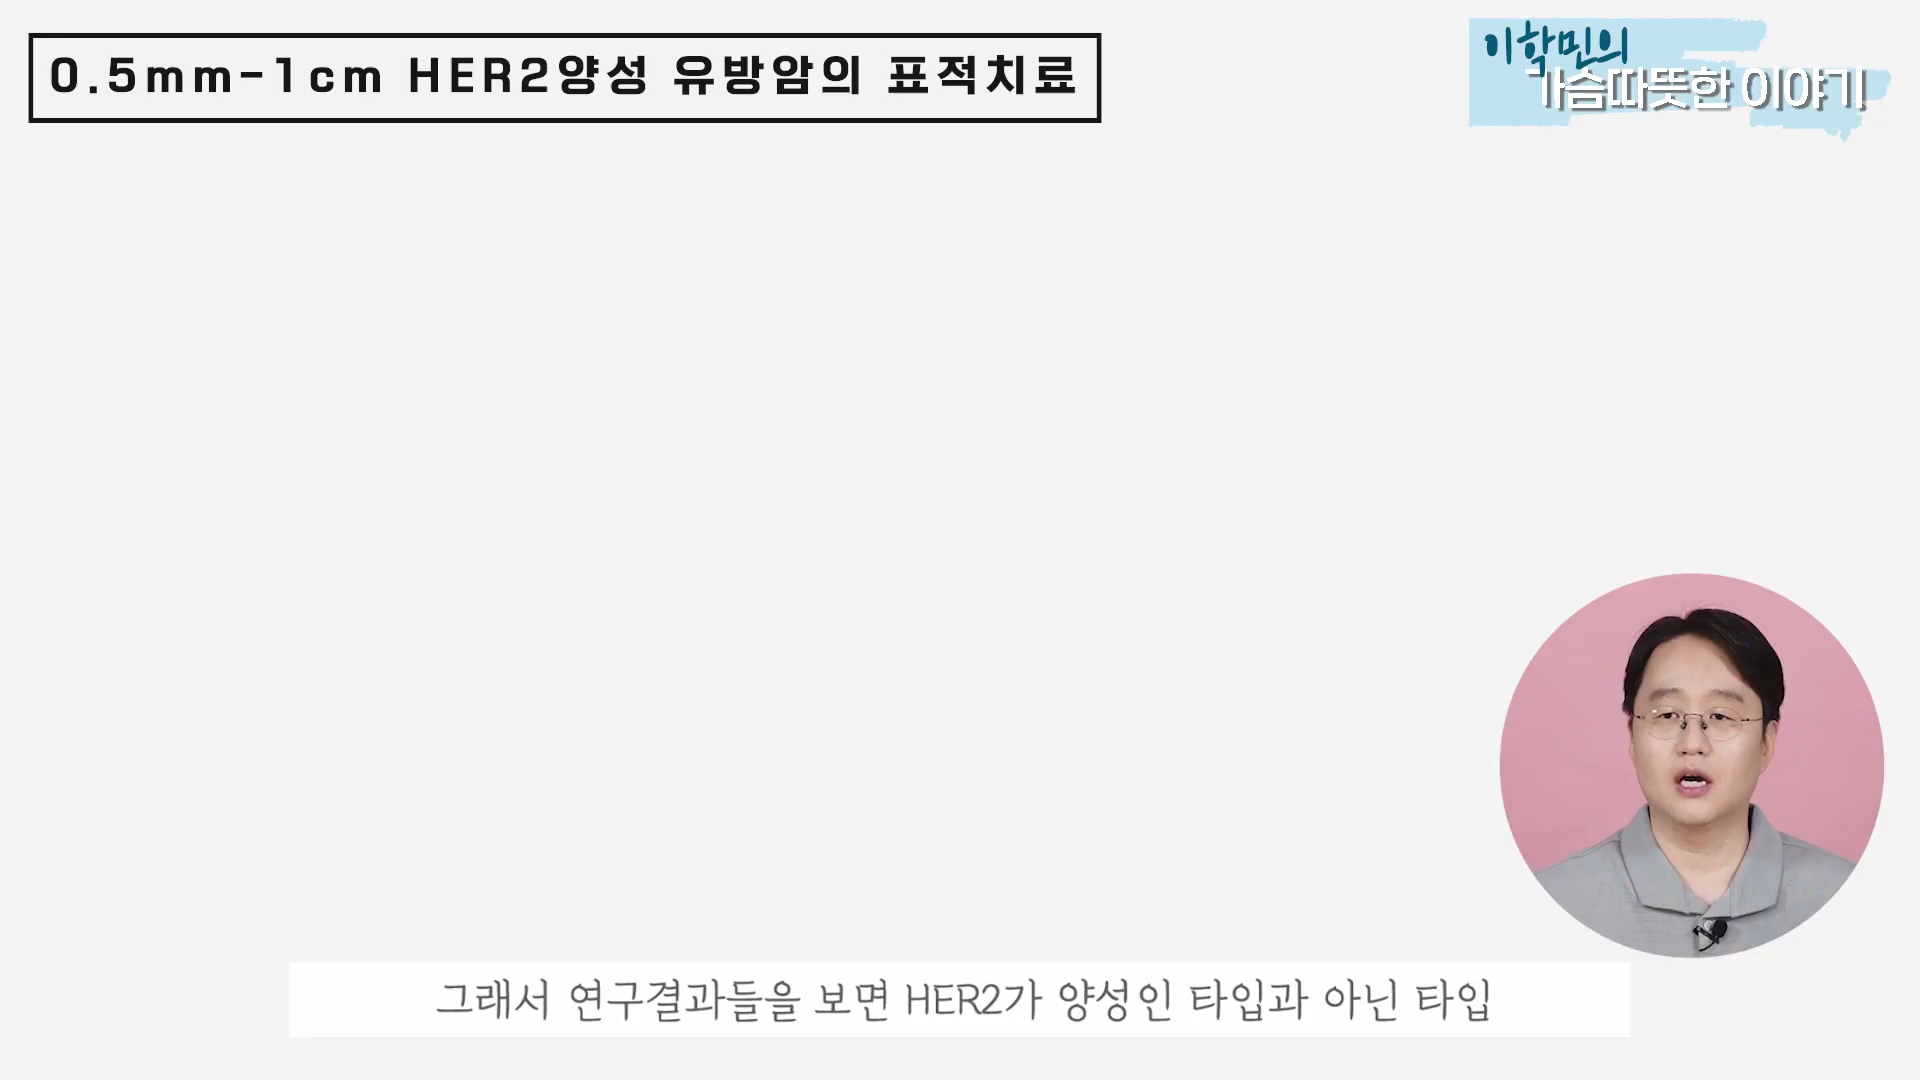 0.5mm-1cm HER2양성 유방암의 표적치료
이학민의
가슴따뜻한 이야기
그래서 연구결과들을 보면 HER2가 양성인 타입과 아닌 타입